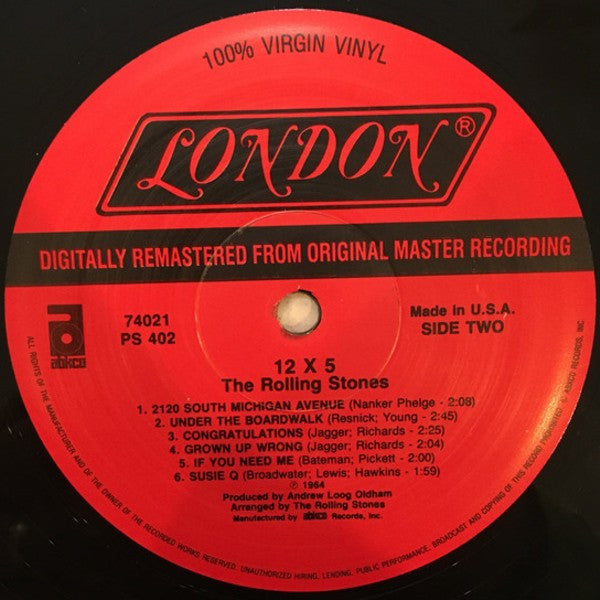 100% VIRGIN VINYL
LONDON®
DIGITALLY REMASTERED FROM ORIGINAL MASTER RECORDING
abkco
74021
PS 402
Made in U.S.A.
SIDE TWO
12 X 5
The Rolling Stones
1. 2120 SOUTH MICHIGAN AVENUE (Nanker Phelge - 2:08)
2. UNDER THE BOARDWALK (Resnick; Young - 2:45)
3. CONGRATULATIONS (Jagger; Richards - 2:25)
4. GROWN UP WRONG (Jagger; Richards - 2:04)
5. IF YOU NEED ME (Bateman; Pickett - 2:00)
6. SUSIE Q (Broadwater; Lewis; Hawkins - 1:59)
℗ 1964
Produced by Andrew Loog Oldham
Arranged by The Rolling Stones
Manufactured by abkco Records, Inc.
ALL RIGHTS OF THE MANUFACTURER AND OF THE OWNER OF THE RECORDED WORKS RESERVED. UNAUTHORIZED HIRING, LENDING, PUBLIC PERFORMANCE, BROADCAST AND COPYING OF THIS RECORD PROHIBITED. ABKCO RECORDS, INC